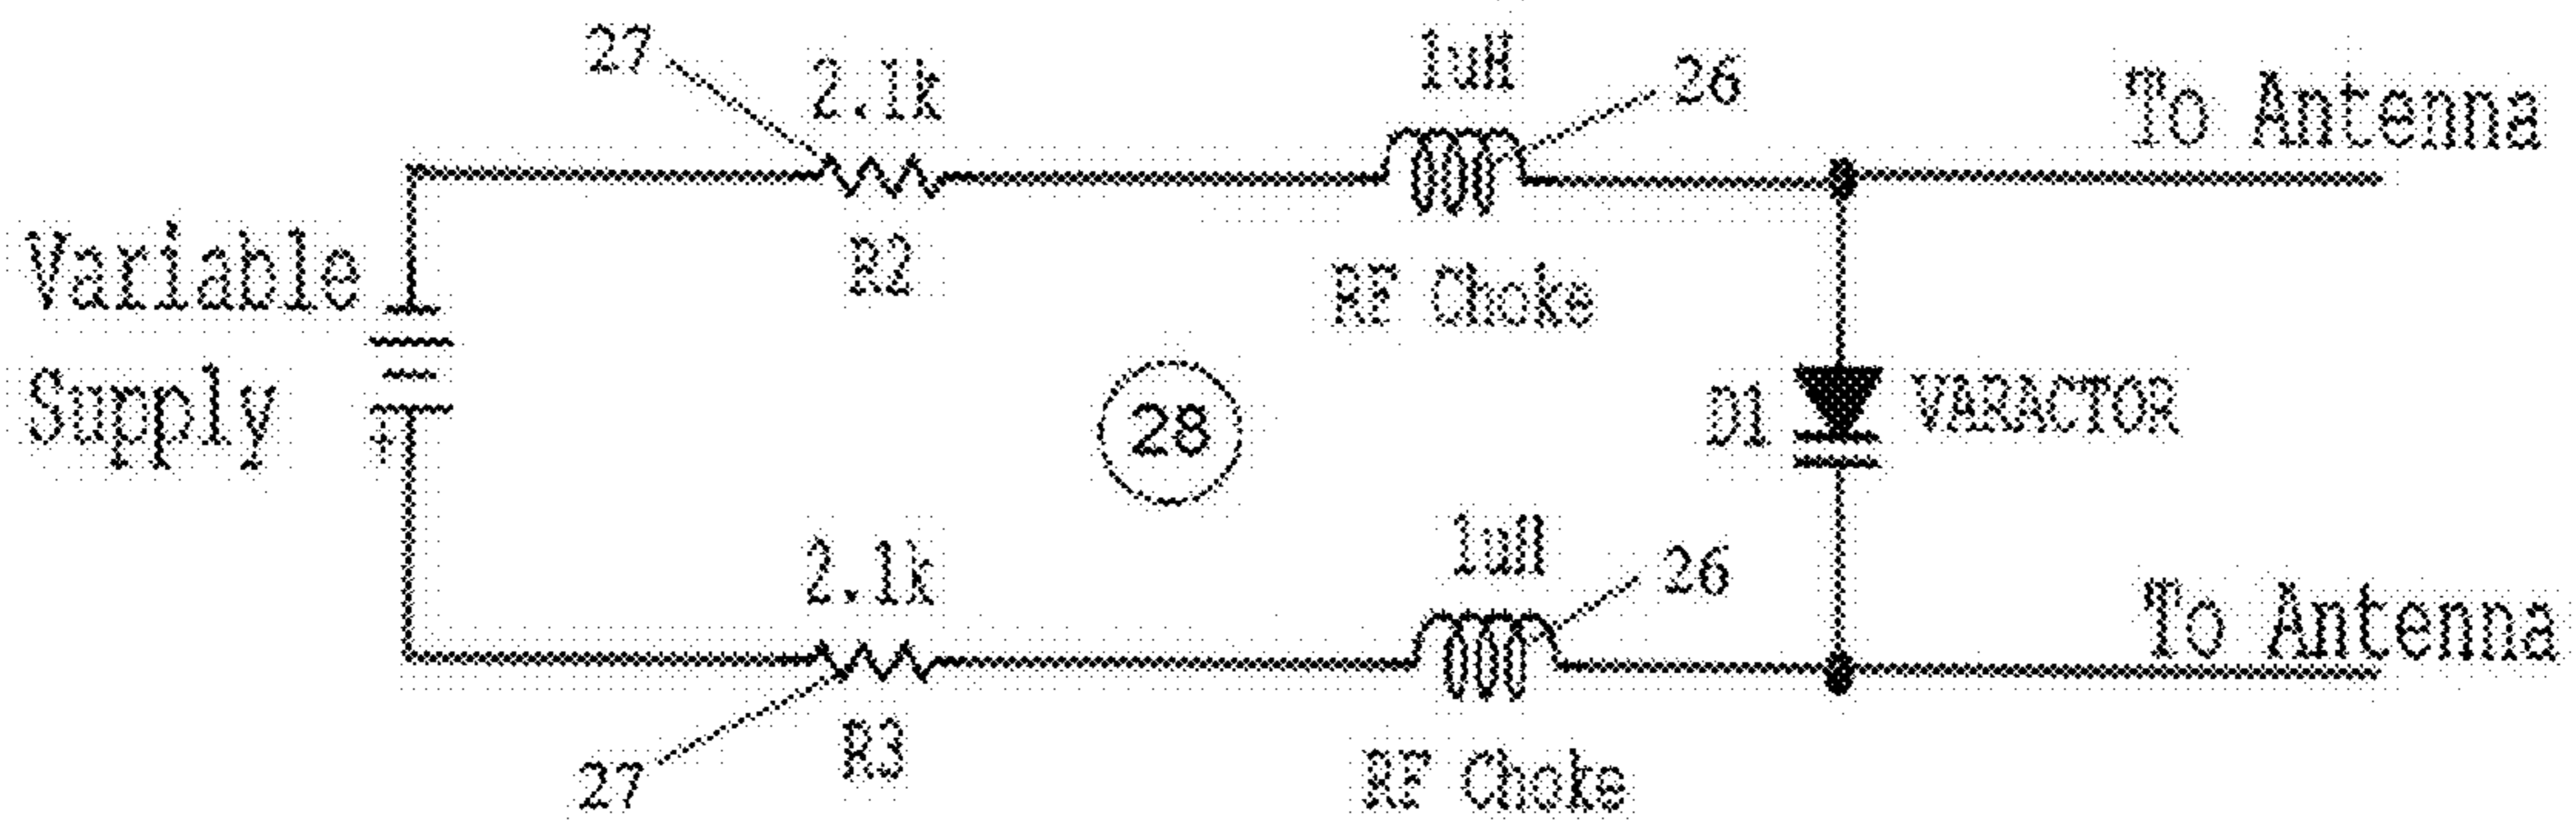 27
2.1k
1uH
26
To Antenna
Variable
Supply
+
R2
RF Choke
28
D1
VARACTOR
2.1k
1uH
26
To Antenna
27
R3
RF Choke